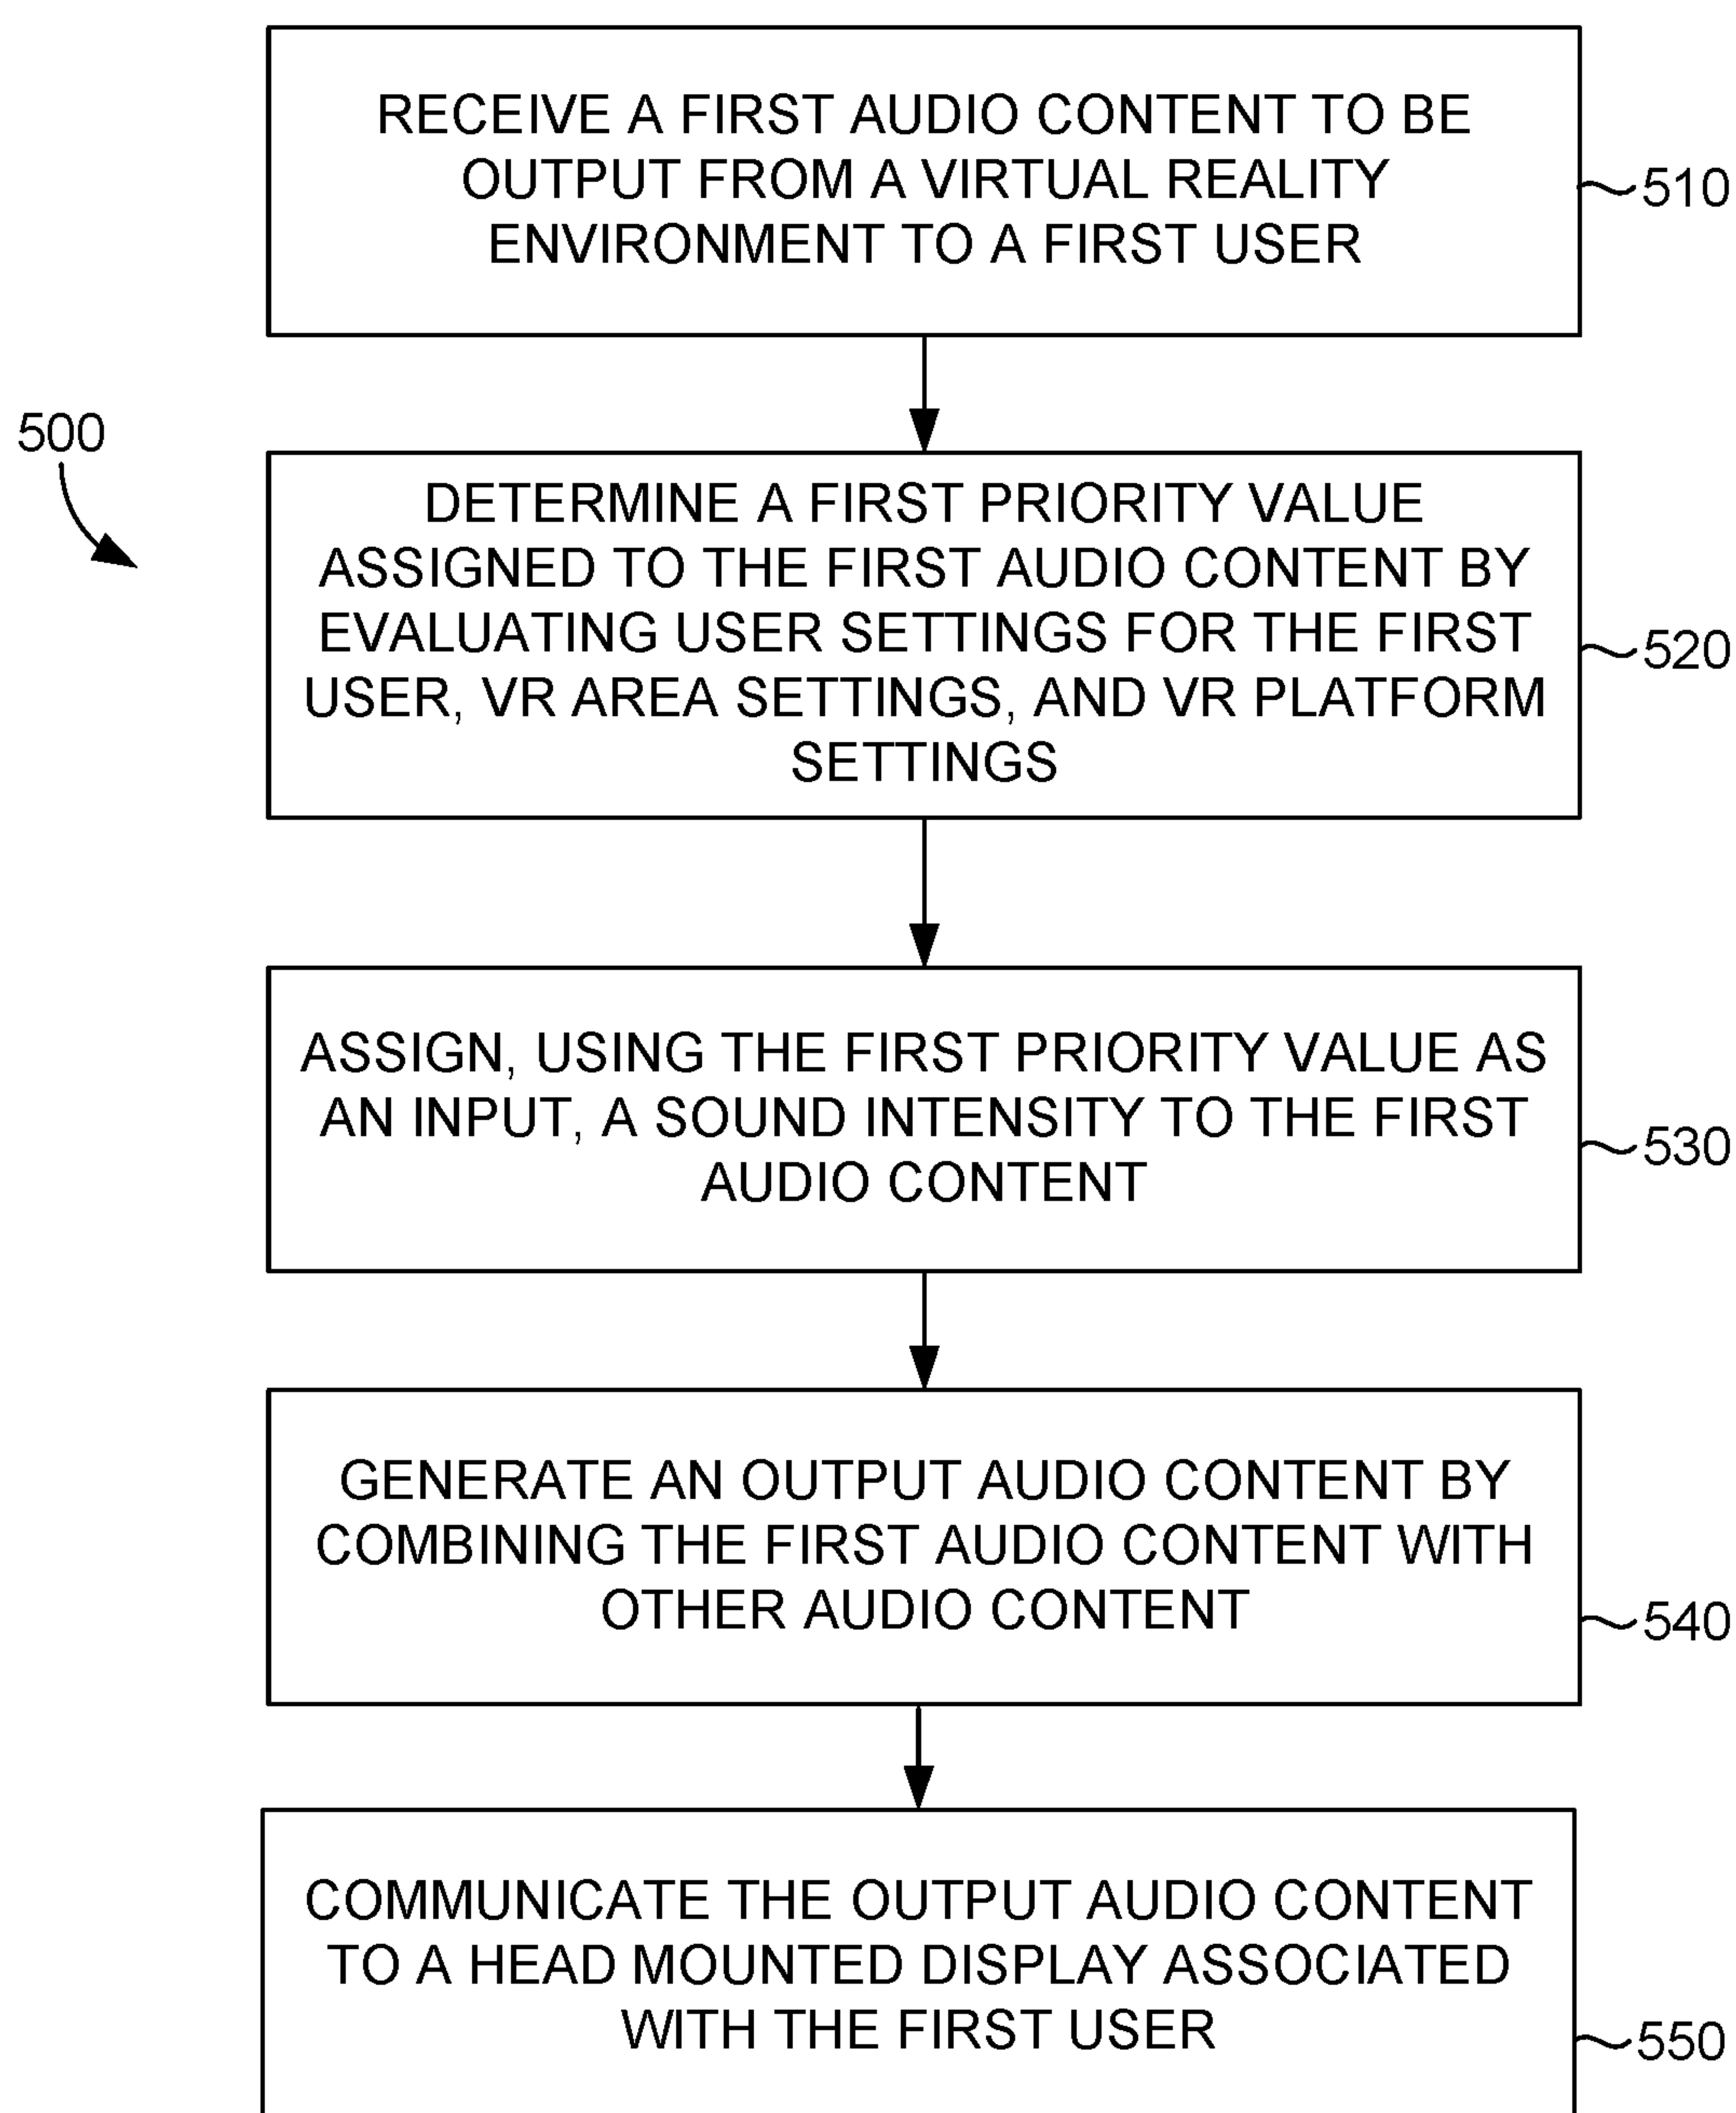 RECEIVE A FIRST AUDIO CONTENT TO BE
OUTPUT FROM A VIRTUAL REALITY
ENVIRONMENT TO A FIRST USER
510
500
DETERMINE A FIRST PRIORITY VALUE
ASSIGNED TO THE FIRST AUDIO CONTENT BY
EVALUATING USER SETTINGS FOR THE FIRST
USER, VR AREA SETTINGS, AND VR PLATFORM
SETTINGS
520
ASSIGN, USING THE FIRST PRIORITY VALUE AS
AN INPUT, A SOUND INTENSITY TO THE FIRST
AUDIO CONTENT
530
GENERATE AN OUTPUT AUDIO CONTENT BY
COMBINING THE FIRST AUDIO CONTENT WITH
OTHER AUDIO CONTENT
540
COMMUNICATE THE OUTPUT AUDIO CONTENT
TO A HEAD MOUNTED DISPLAY ASSOCIATED
WITH THE FIRST USER
550